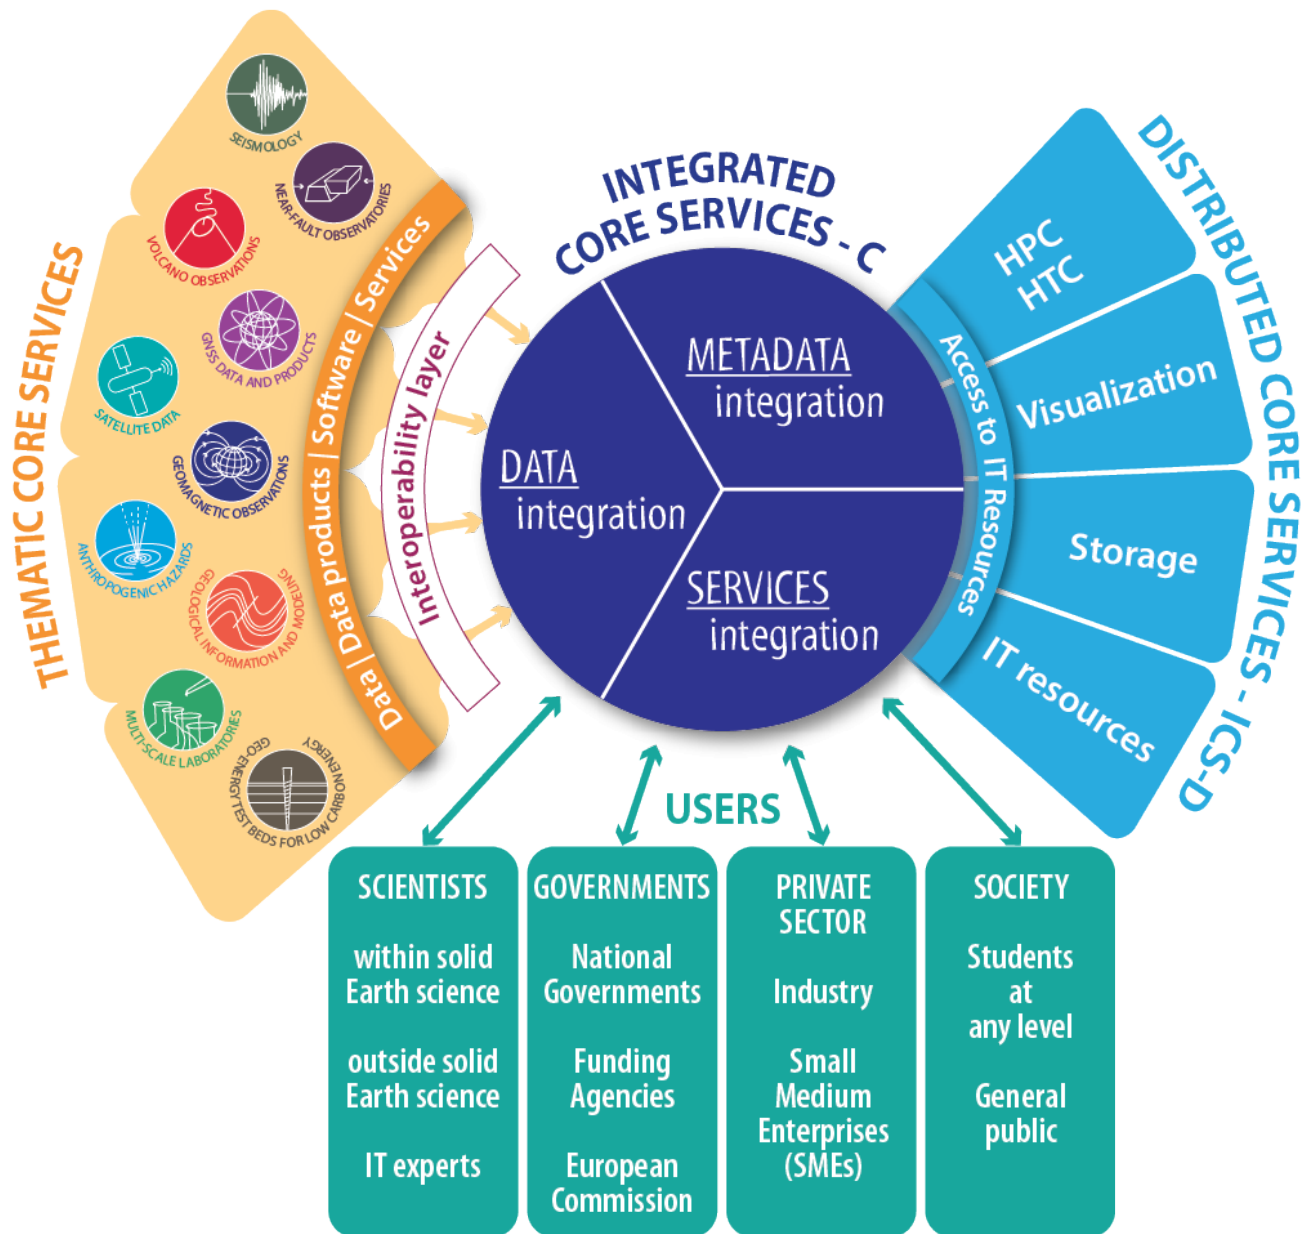 THEMATIC CORE SERVICES
SEISMOLOGY
NEAR-FAULT OBSERVATORIES
VOLCANO OBSERVATIONS
GNSS DATA AND PRODUCTS
SATELLITE DATA
GEOMAGNETIC OBSERVATIONS
ANTHROPOGENIC HAZARDS
GEOLOGICAL INFORMATION AND MODELING
MULTI-SCALE LABORATORIES
GEO-ENERGY TEST BEDS FOR LOW CARBON ENERGY
Data | Data products | Software | Services
Interoperability layer
INTEGRATED
CORE SERVICES - C
METADATA
integration
DATA
integration
SERVICES
integration
Access to IT Resources
HPC
HTC
Visualization
Storage
IT resources
DISTRIBUTED CORE SERVICES - ICS-D
USERS
SCIENTISTS
within solid
Earth science
outside solid
Earth science
IT experts
GOVERNMENTS
National
Governments
Funding
Agencies
European
Commission
PRIVATE
SECTOR
Industry
Small
Medium
Enterprises
(SMEs)
SOCIETY
Students
at
any level
General
public